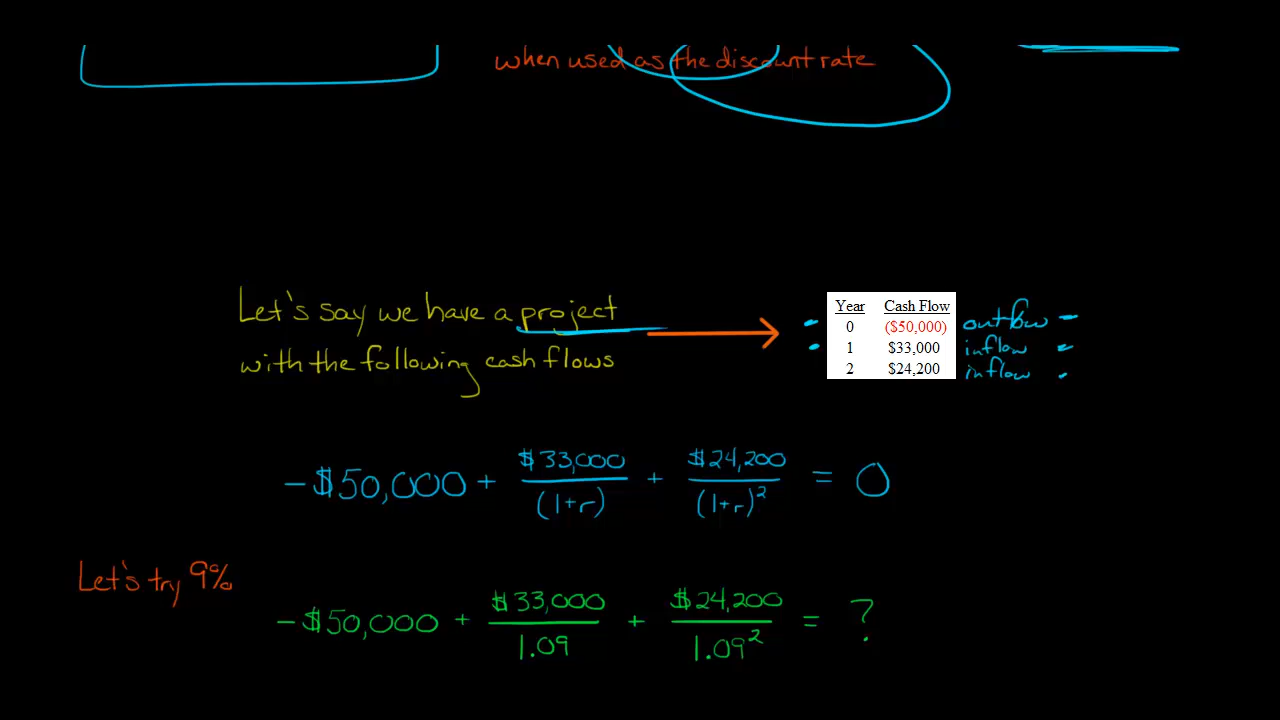 when used as the discount rate
Let's say we have a project
with the following cash flows
Year Cash Flow
0 ($50,000) outflow
1 $33,000 inflow
2 $24,200 inflow
-$50,000 + $33,000/(1+r) + $24,200/(1+r)² = 0
Let's try 9%
-$50,000 + $33,000/1.09 + $24,200/1.09² = ?